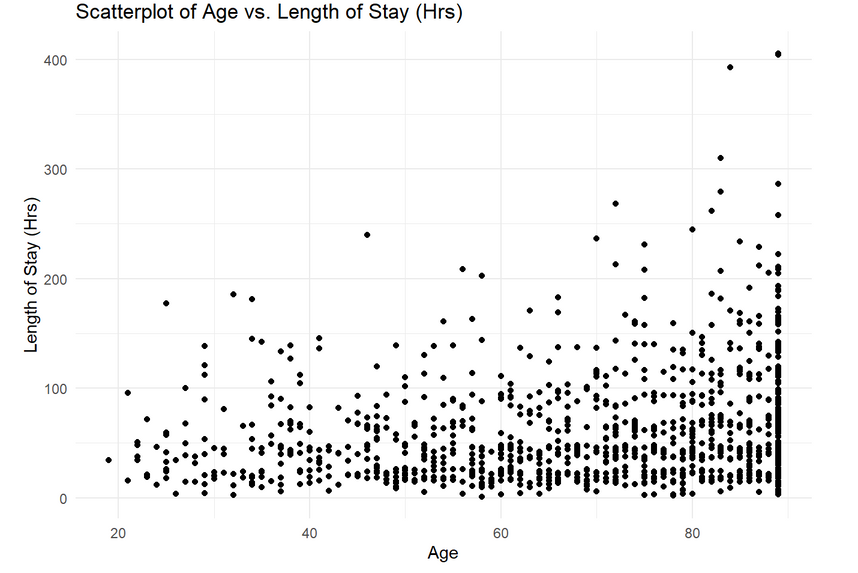 Scatterplot of Age vs. Length of Stay (Hrs)
400
300
200
100
0
Length of Stay (Hrs)
20 40 60 80
Age